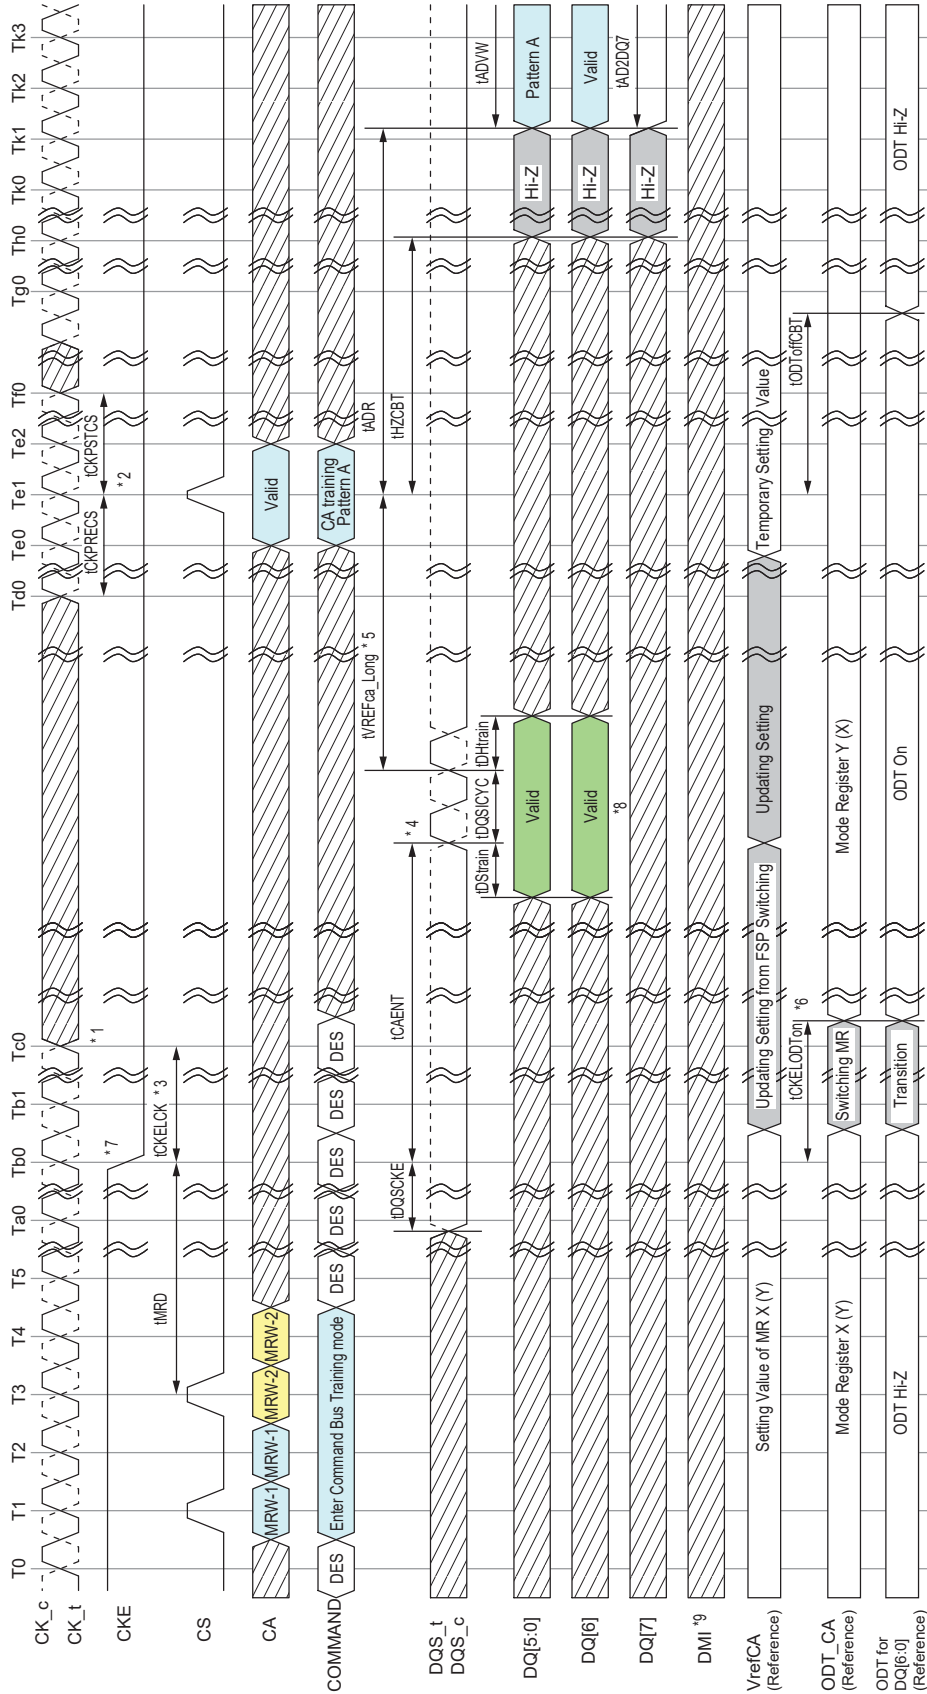 T0 T1 T2 T3 T4 T5 Ta0 Tb0 Tb1 Tc0 Td0 Te0 Te1 Te2 Tf0 Tg0 Th0 Tk0 Tk1 Tk2 Tk3
CK_c
CK_t
*1
tCKPRECS
tCKPSTCS
CKE
*7
*2
tMRD
tCKELCK *3
CS
CA
MRW-1
MRW-1
MRW-2
MRW-2
Valid
COMMAND
DES
Enter Command Bus Training mode
DES
DES
DES
DES
DES
CA training
Pattern A
tVREFca_Long *5
tADR
tDQSCKE
tCAENT
tHZCBT
*4
DQS_t
DQS_c
tDStrain
tDQSICYC
tDHtrain
tADVW
DQ[5:0]
Valid
Hi-Z
Pattern A
DQ[6]
Valid
Hi-Z
Valid
*8
tAD2DQ7
DQ[7]
Hi-Z
DMI *9
VrefCA
(Reference)
Setting Value of MR X (Y)
Updating Setting from FSP Switching
Updating Setting
Temporary Setting Value
tCKELODTon
*6
tODToffCBT
ODT_CA
(Reference)
Mode Register X (Y)
Switching MR
Mode Register Y (X)
ODT for
DQ[6:0]
(Reference)
ODT Hi-Z
Transition
ODT On
ODT Hi-Z